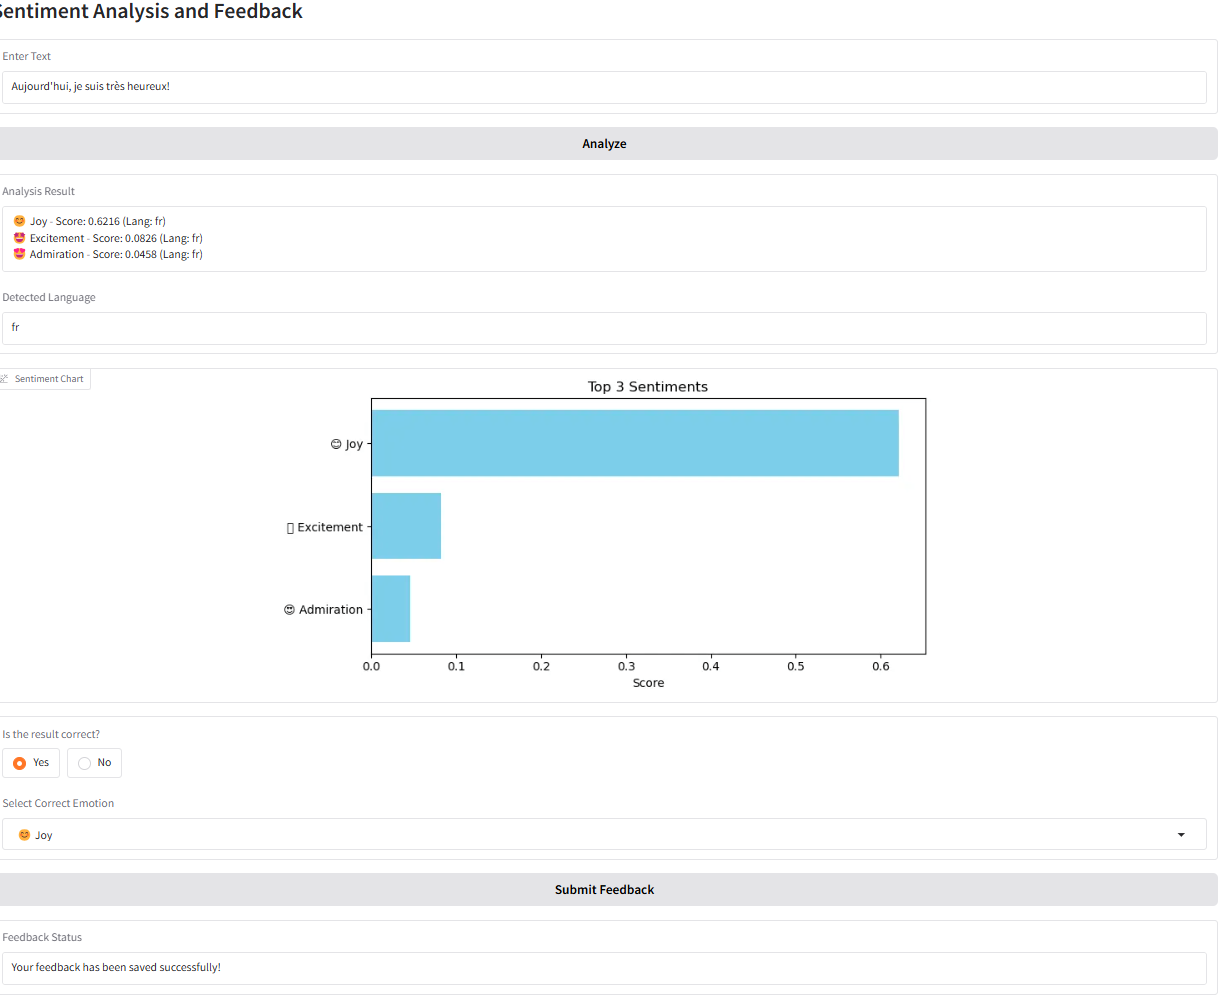 Sentiment Analysis and Feedback
Enter Text
Aujourd'hui, je suis très heureux!
Analyze
Analysis Result
😊 Joy - Score: 0.6216 (Lang: fr)
🤩 Excitement - Score: 0.0826 (Lang: fr)
😍 Admiration - Score: 0.0458 (Lang: fr)
Detected Language
fr
Sentiment Chart
Top 3 Sentiments
😊 Joy
▯ Excitement
😍 Admiration
0.0 0.1 0.2 0.3 0.4 0.5 0.6
Score
Is the result correct?
Yes No
Select Correct Emotion
😊 Joy
Submit Feedback
Feedback Status
Your feedback has been saved successfully!